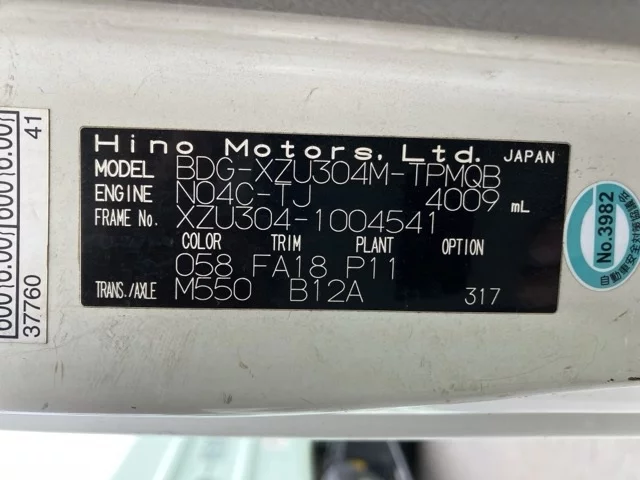 Hino Motors, Ltd. JAPAN
MODEL BDG-XZU304M-TPMQB
ENGINE N04C-TJ 4009 mL
FRAME No. XZU304-1004541
COLOR TRIM PLANT OPTION
058 FA18 P11
TRANS./AXLE M550 B12A 317
No.3982
41
37760